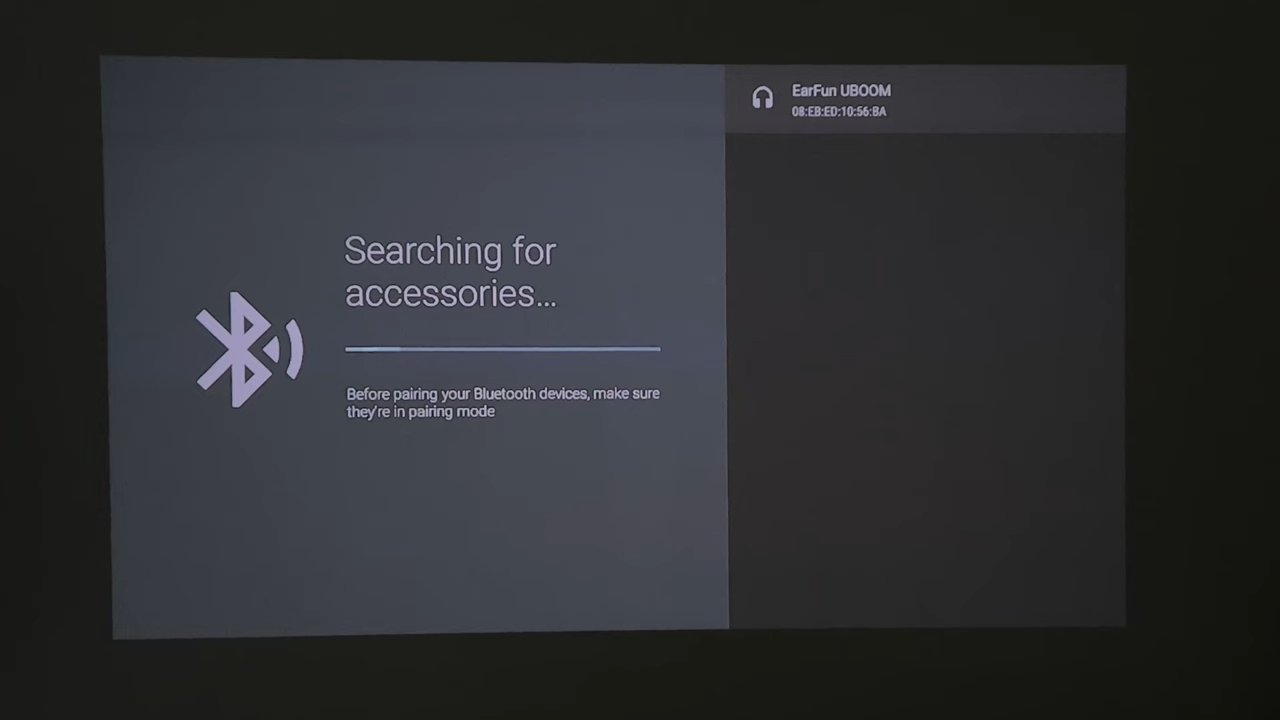 Searching for
accessories...
Before pairing your Bluetooth devices, make sure
they're in pairing mode
EarFun UBOOM
08:EB:ED:10:56:BA